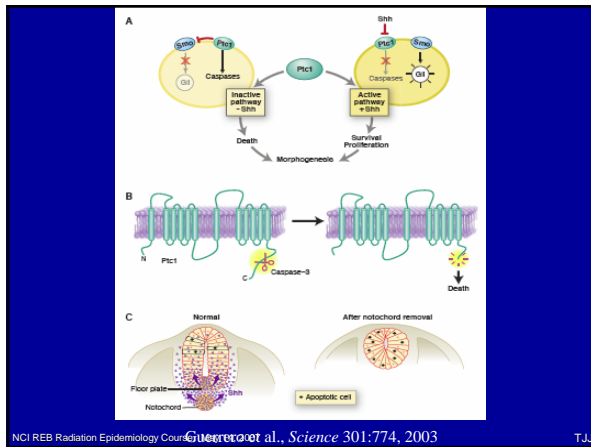 A
Smo
Ptc1
Gli
Caspases
Ptc1
Shh
Ptc1
Smo
Caspases
Gli
Inactive
pathway
-Shh
Active
pathway
+Shh
Death
Survival
Proliferation
Morphogenesis
B
N
Ptc1
C
Caspase-3
Death
C
Normal
After notochord removal
Floor plate
Shh
Notochord
Apoptotic cell
NCI REB Radiation Epidemiology Course
Guerrero et al., Science 301:774, 2003
TJJ